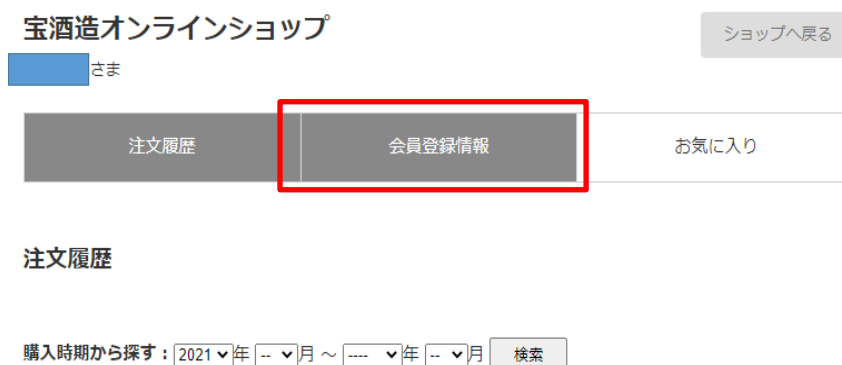 宝酒造オンラインショップ
ショップへ戻る
さま
注文履歴 会員登録情報 お気に入り
注文履歴
購入時期から探す：2021年 --月 ～ ----年 --月 検索